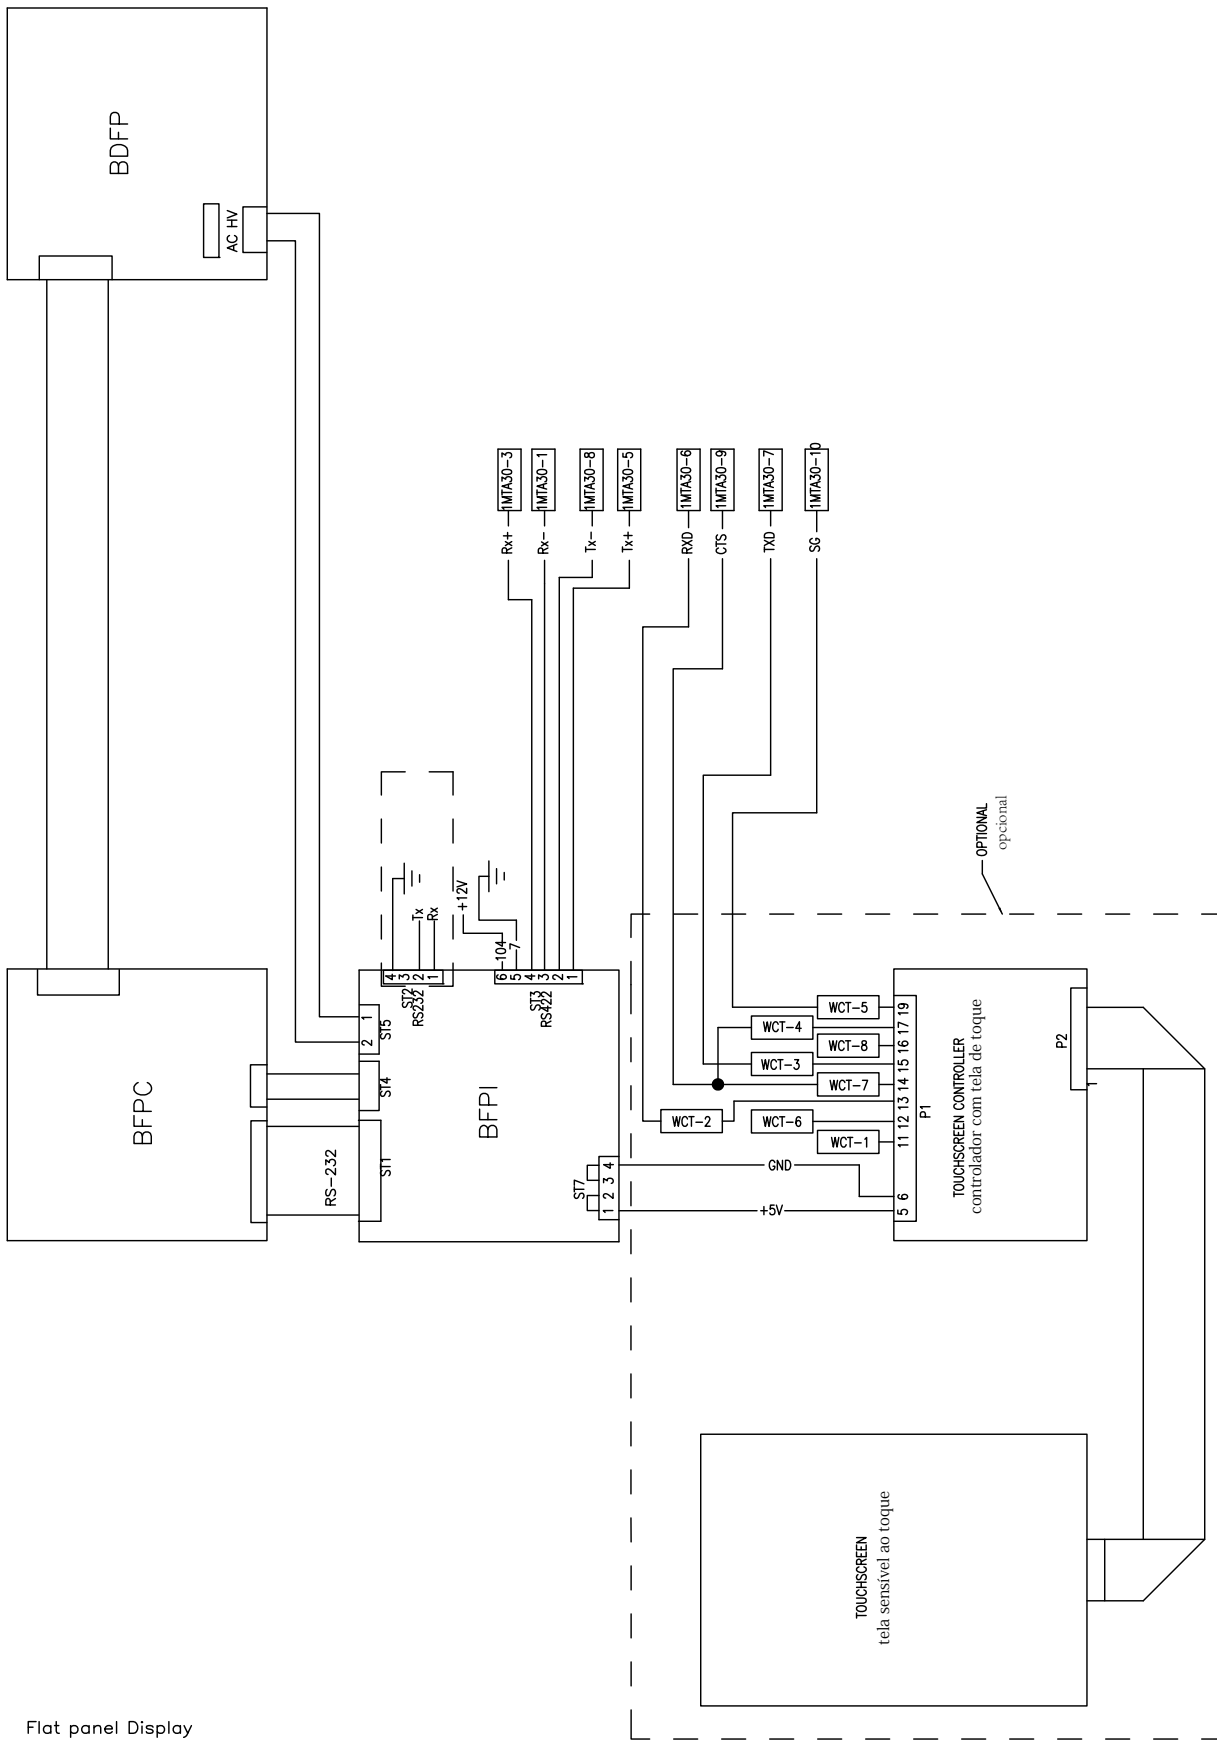 BDFP
AC HV
1MTA30-3
1MTA30-1
1MTA30-8
1MTA30-5
1MTA30-6
1MTA30-9
1MTA30-7
1MTA30-10
Rx+
Rx-
Tx-
Tx+
RXD
CTS
TXD
SG
OPTIONAL
opcional
+12V
Tx
Rx
104
7
4
3
2
1
ST2
RS232
6
5
4
3
2
1
ST3
RS422
BFPC
1
2
ST5
ST4
RS-232
ST1
BFPI
ST7
1 2 3 4
GND
+5V
WCT-5
WCT-4
WCT-8
WCT-3
WCT-7
WCT-2
WCT-6
WCT-1
5 6 11 12 13 14 15 16 17 19
P1
TOUCHSCREEN CONTROLLER
controlador com tela de toque
P2
1
TOUCHSCREEN
tela sensível ao toque
Flat panel Display